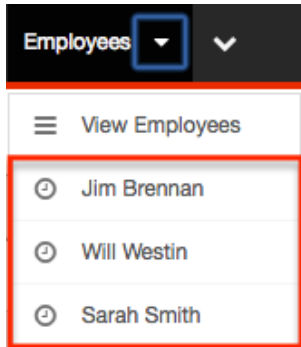 Employees
View Employees
Jim Brennan
Will Westin
Sarah Smith